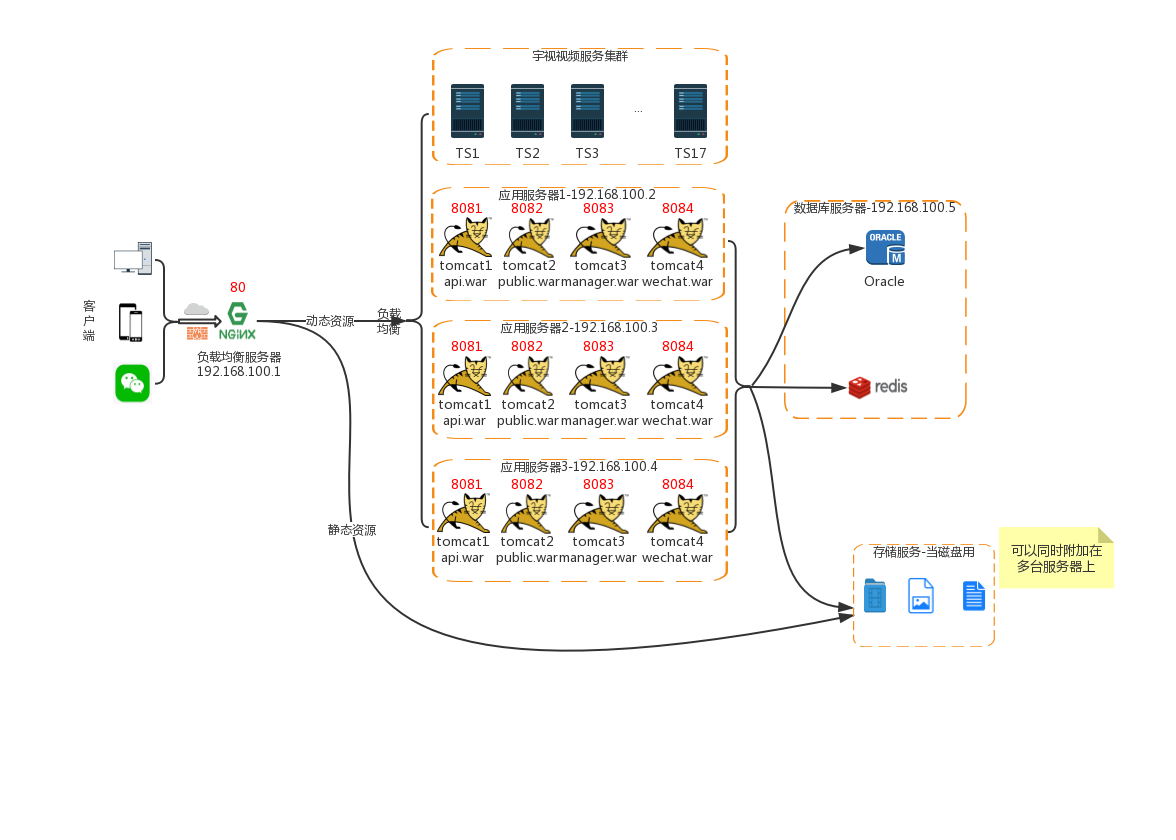 宇视视频服务集群
...
TS1
TS2
TS3
TS17
应用服务器1-192.168.100.2
8081
8082
8083
8084
tomcat1
tomcat2
tomcat3
tomcat4
api.war
public.war
manager.war
wechat.war
数据库服务器-192.168.100.5
ORACLE
M
Oracle
redis
客
户
端
80
NGINX
负载均衡服务器
192.168.100.1
动态资源
负载
均衡
应用服务器2-192.168.100.3
8081
8082
8083
8084
tomcat1
tomcat2
tomcat3
tomcat4
api.war
public.war
manager.war
wechat.war
应用服务器3-192.168.100.4
8081
8082
8083
8084
tomcat1
tomcat2
tomcat3
tomcat4
api.war
public.war
manager.war
wechat.war
静态资源
存储服务-当磁盘用
可以同时附加在
多台服务器上